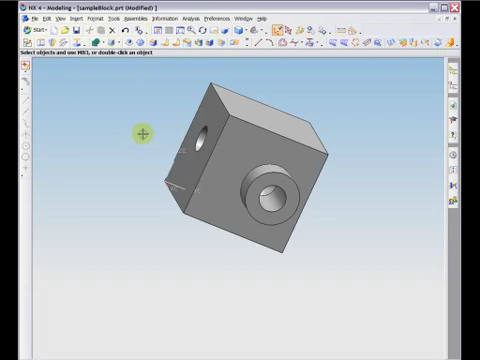 NX 4 - Modeling - [sampleBlock.prt (Modified) ]
File Edit View Insert Format Tools Assemblies Information Analysis Preferences Window Help
Start
Select objects and use MB3, or double-click an object